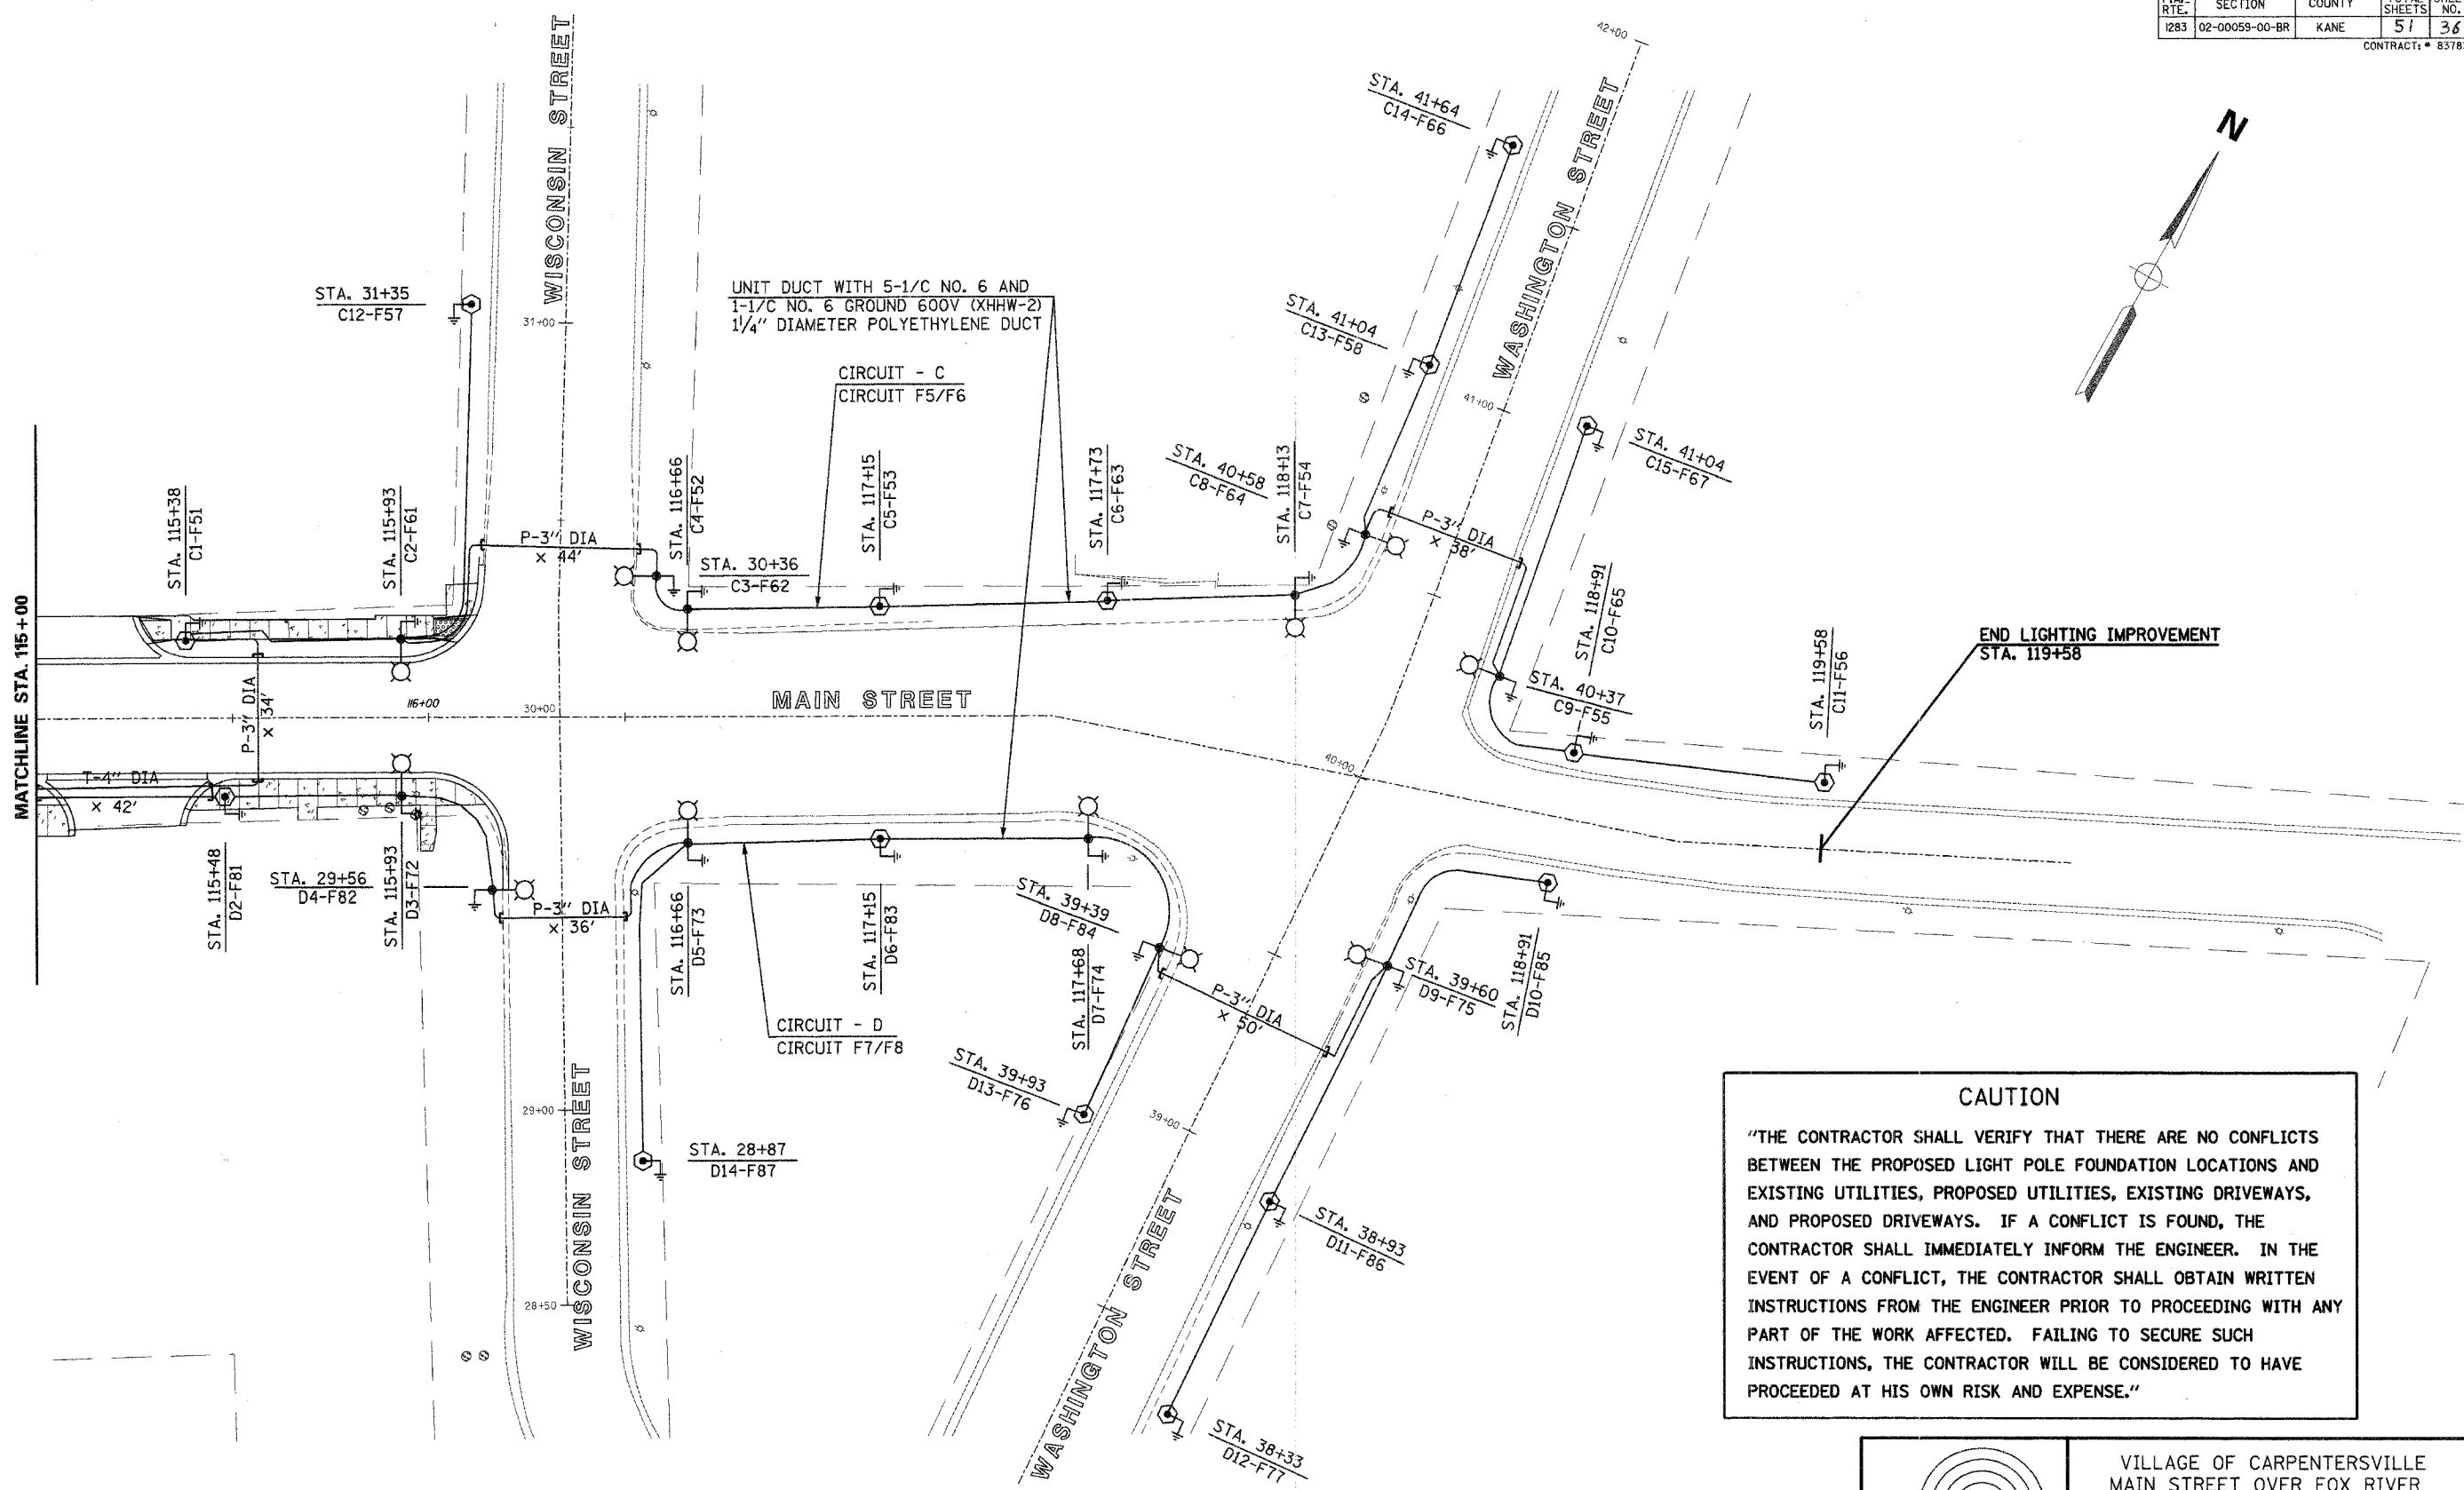 RTE.
SECTION
COUNTY
SHEETS
NO.
1283
02-00059-00-BR
KANE
51
36
CONTRACT: # 8378
42+00
N
WISCONSIN STREET
WASHINGTON STREET
STA. 41+64
C14-F66
STA. 31+35
C12-F57
31+00
UNIT DUCT WITH 5-1/C NO. 6 AND
1-1/C NO. 6 GROUND 600V (XHHW-2)
1¼" DIAMETER POLYETHYLENE DUCT
STA. 41+04
C13-F58
CIRCUIT - C
CIRCUIT F5/F6
41+00
STA. 41+04
C15-F67
STA. 115+38
C1-F51
STA. 115+93
C2-F61
P-3" DIA
x 44'
STA. 116+66
C4-F52
STA. 30+36
C3-F62
STA. 117+15
C5-F53
STA. 117+73
C6-F63
STA. 40+58
C8-F64
STA. 118+13
C7-F54
P-3" DIA
x 38'
STA. 118+91
C10-F65
MATCHLINE STA. 115+00
END LIGHTING IMPROVEMENT
STA. 119+58
STA. 119+58
C11-F56
STA. 40+37
C9-F55
P-3" DIA
x 34'
116+00
30+00
MAIN STREET
40+00
T-4" DIA
x 42'
STA. 115+48
D2-F81
STA. 29+56
D4-F82
STA. 115+93
D3-F72
P-3" DIA
x 36'
STA. 116+66
D5-F73
STA. 117+15
D6-F83
STA. 39+39
D8-F84
STA. 117+68
D7-F74
STA. 39+60
D9-F75
STA. 118+91
D10-F85
P-3" DIA
x 50'
CIRCUIT - D
CIRCUIT F7/F8
STA. 39+93
D13-F76
29+00
39+00
STA. 28+87
D14-F87
STA. 38+93
D11-F86
28+50
WISCONSIN STREET
WASHINGTON STREET
STA. 38+33
D12-F77
CAUTION
"THE CONTRACTOR SHALL VERIFY THAT THERE ARE NO CONFLICTS
BETWEEN THE PROPOSED LIGHT POLE FOUNDATION LOCATIONS AND
EXISTING UTILITIES, PROPOSED UTILITIES, EXISTING DRIVEWAYS,
AND PROPOSED DRIVEWAYS. IF A CONFLICT IS FOUND, THE
CONTRACTOR SHALL IMMEDIATELY INFORM THE ENGINEER. IN THE
EVENT OF A CONFLICT, THE CONTRACTOR SHALL OBTAIN WRITTEN
INSTRUCTIONS FROM THE ENGINEER PRIOR TO PROCEEDING WITH ANY
PART OF THE WORK AFFECTED. FAILING TO SECURE SUCH
INSTRUCTIONS, THE CONTRACTOR WILL BE CONSIDERED TO HAVE
PROCEEDED AT HIS OWN RISK AND EXPENSE."
VILLAGE OF CARPENTERSVILLE
MAIN STREET OVER FOX RIVER